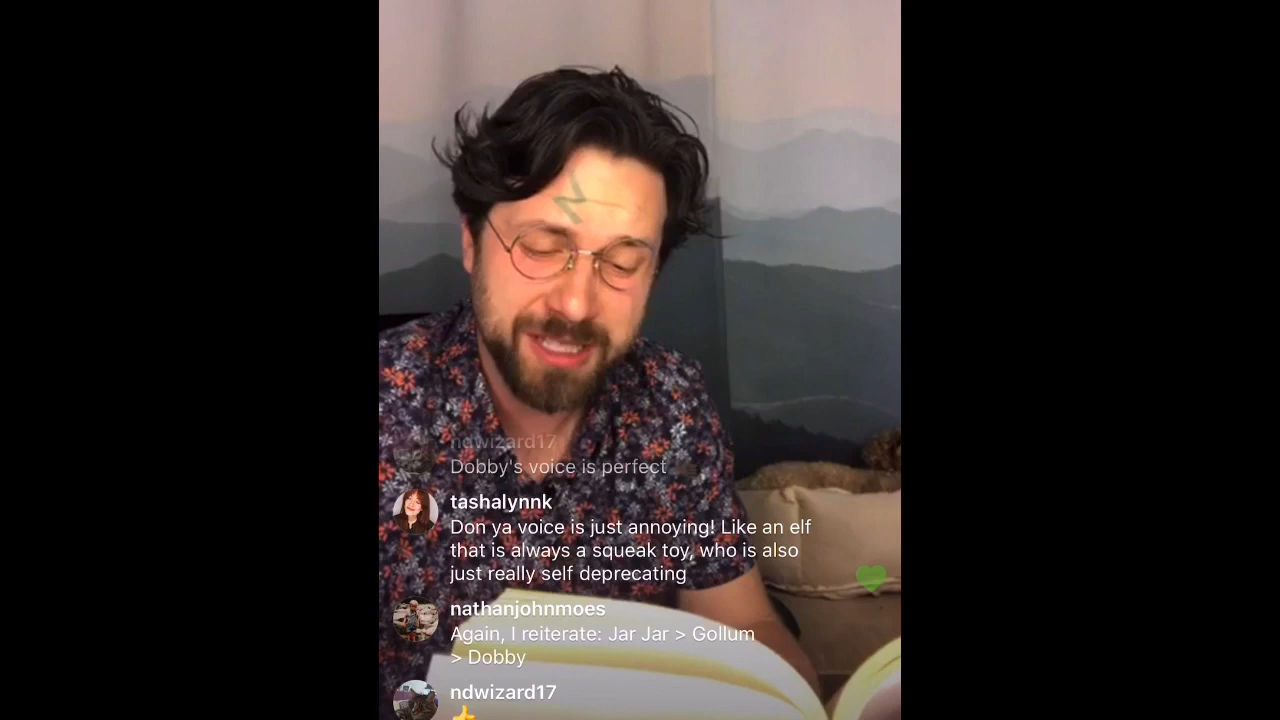 ndwizard17
Dobby's voice is perfect
tashalynnk
Don ya voice is just annoying! Like an elf
that is always a squeak toy, who is also
just really self deprecating
nathanjohnmoes
Again, I reiterate: Jar Jar > Gollum
> Dobby
ndwizard17